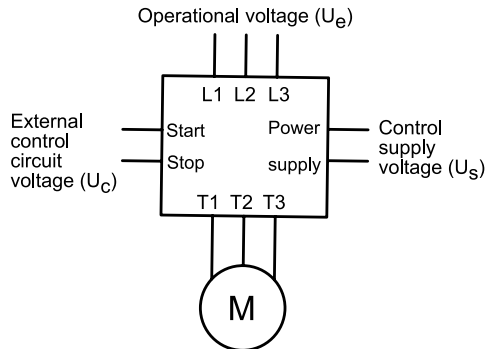 Operational voltage (Ue)
L1 L2 L3
External
control
circuit
voltage (Uc)
Start
Stop
Power
supply
Control
supply
voltage (Us)
T1 T2 T3
M